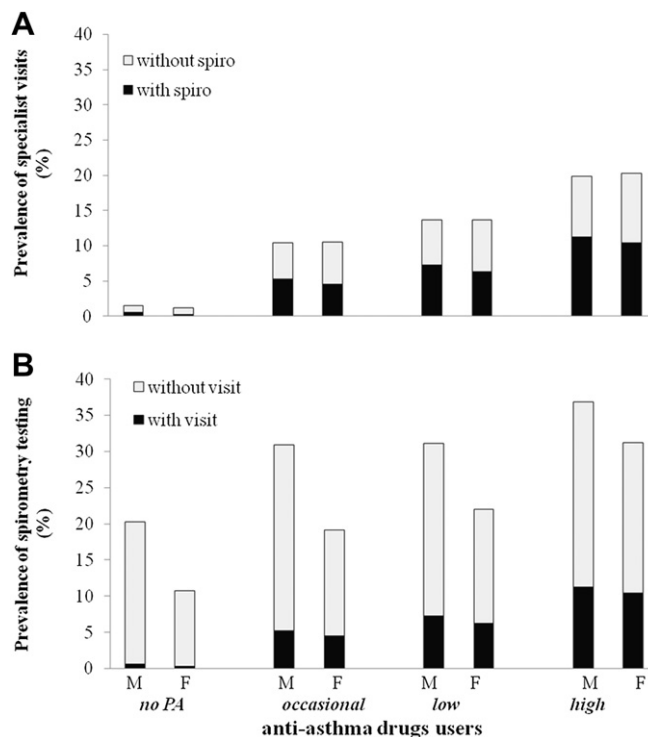 A
Prevalence of specialist visits
(%)
40
35
30
25
20
15
10
5
0
without spiro
with spiro
B
Prevalence of spirometry testing
(%)
40
35
30
25
20
15
10
5
0
without visit
with visit
M F M F M F M F
no PA occasional low high
anti-asthma drugs users